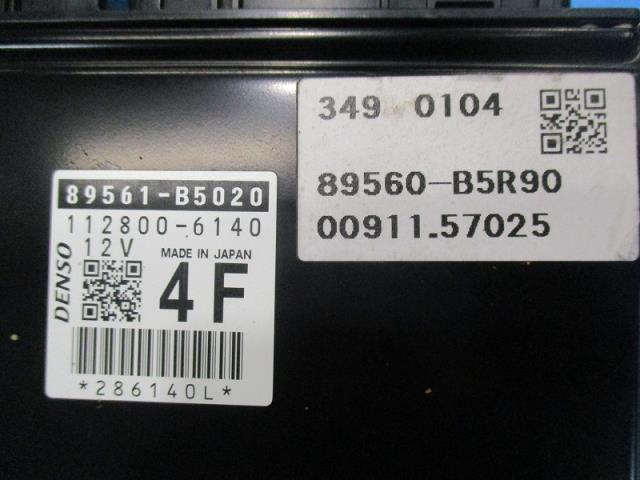 349 0104
89560-B5R90
00911.57025
89561-B5020
112800-6140
12V
MADE IN JAPAN
DENSO
4F
*286140L*